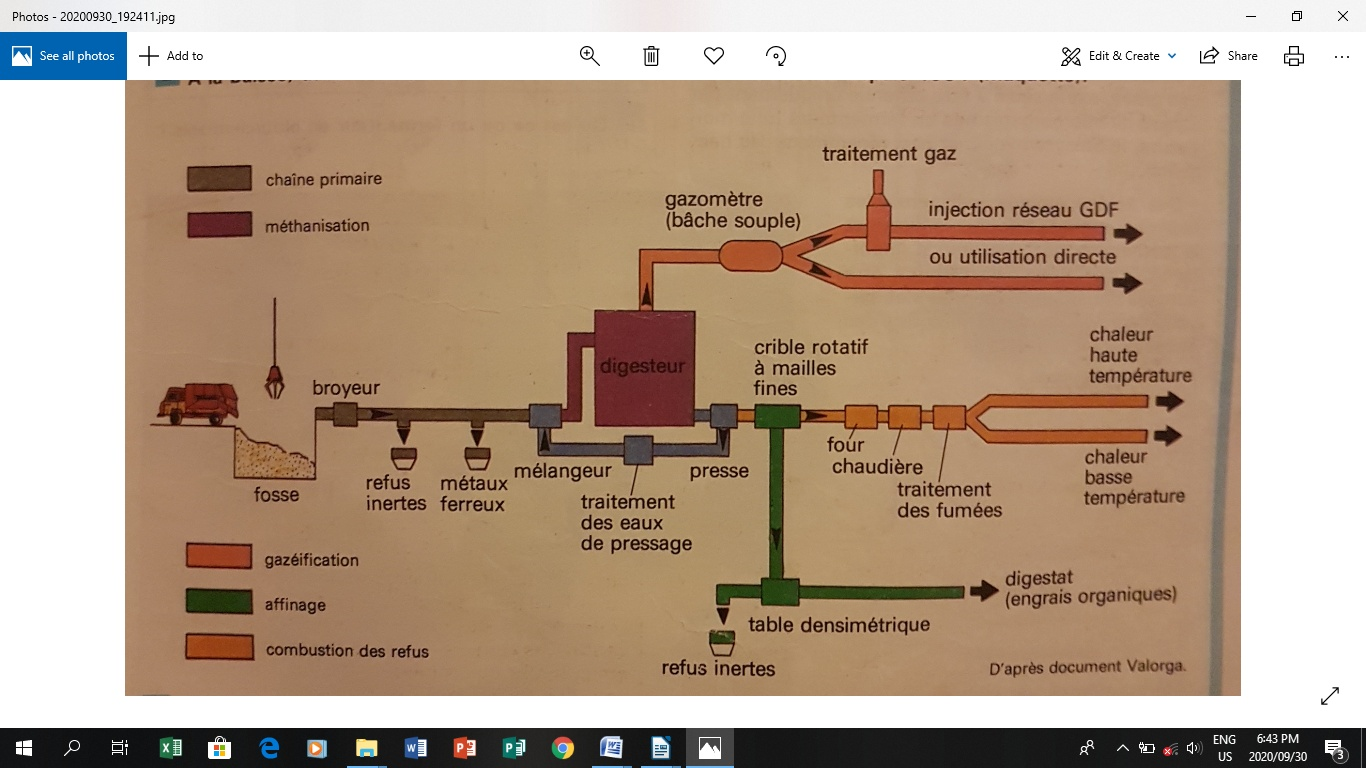 Photos - 20200930_192411.jpg
See all photos
Add to
Edit & Create
Share
traitement gaz
chaîne primaire
méthanisation
gazomètre
(bâche souple)
injection réseau GDF
ou utilisation directe
digesteur
crible rotatif
à mailles
fines
chaleur
haute
température
broyeur
fosse
refus
inertes
métaux
ferreux
mélangeur
presse
traitement
des eaux
de pressage
four
chaudière
traitement
des fumées
chaleur
basse
température
gazéification
affinage
combustion des refus
digestat
(engrais organiques)
table densimétrique
refus inertes
D'après document Valorga.
ENG
US
6:43 PM
2020/09/30
3